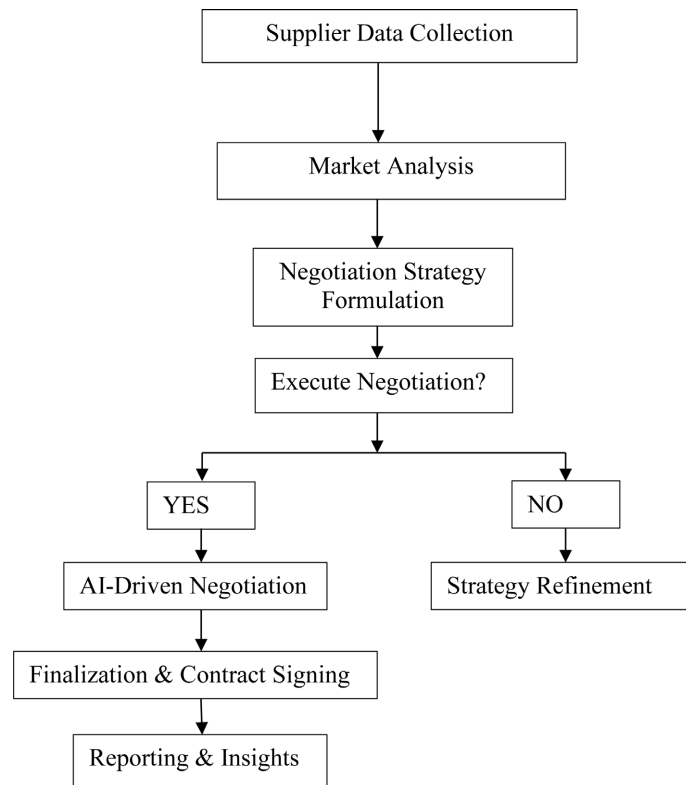 Supplier Data Collection
Market Analysis
Negotiation Strategy
Formulation
Execute Negotiation?
YES
NO
AI-Driven Negotiation
Strategy Refinement
Finalization & Contract Signing
Reporting & Insights